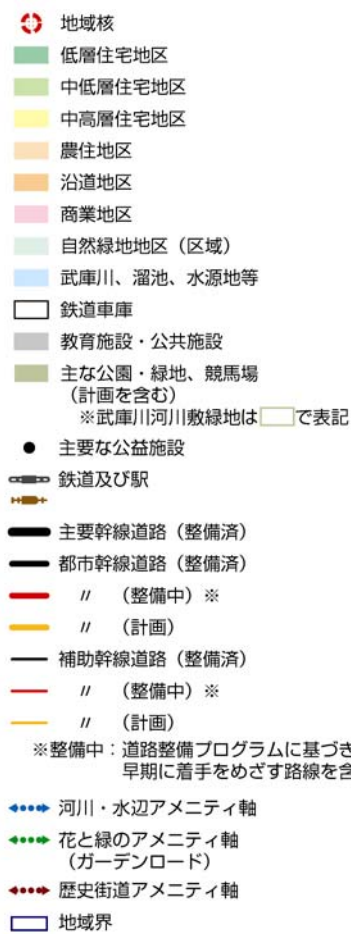 地域核
低層住宅地区
中低層住宅地区
中高層住宅地区
農住地区
沿道地区
商業地区
自然緑地地区（区域）
武庫川、溜池、水源地等
鉄道車庫
教育施設・公共施設
主な公園・緑地、競馬場
（計画を含む）
※武庫川河川敷緑地は　　で表記
主要な公益施設
鉄道及び駅
主要幹線道路（整備済）
都市幹線道路（整備済）
〃　（整備中）※
〃　（計画）
補助幹線道路（整備済）
〃　（整備中）※
〃　（計画）
※整備中：道路整備プログラムに基づき
早期に着手をめざす路線を含
河川・水辺アメニティ軸
花と緑のアメニティ軸
（ガーデンロード）
歴史街道アメニティ軸
地域界